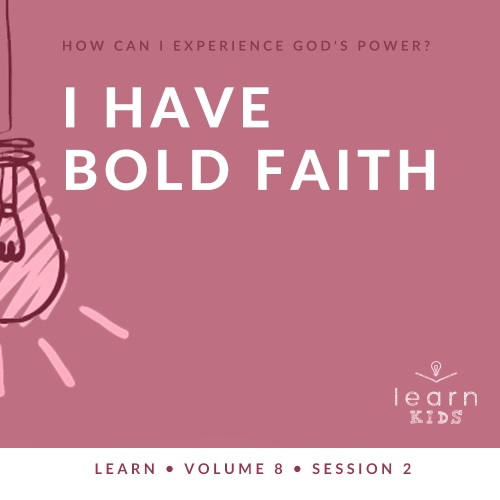 HOW CAN I EXPERIENCE GOD'S POWER?
I HAVE
BOLD FAITH
learn
KIDS
LEARN • VOLUME 8 • SESSION 2